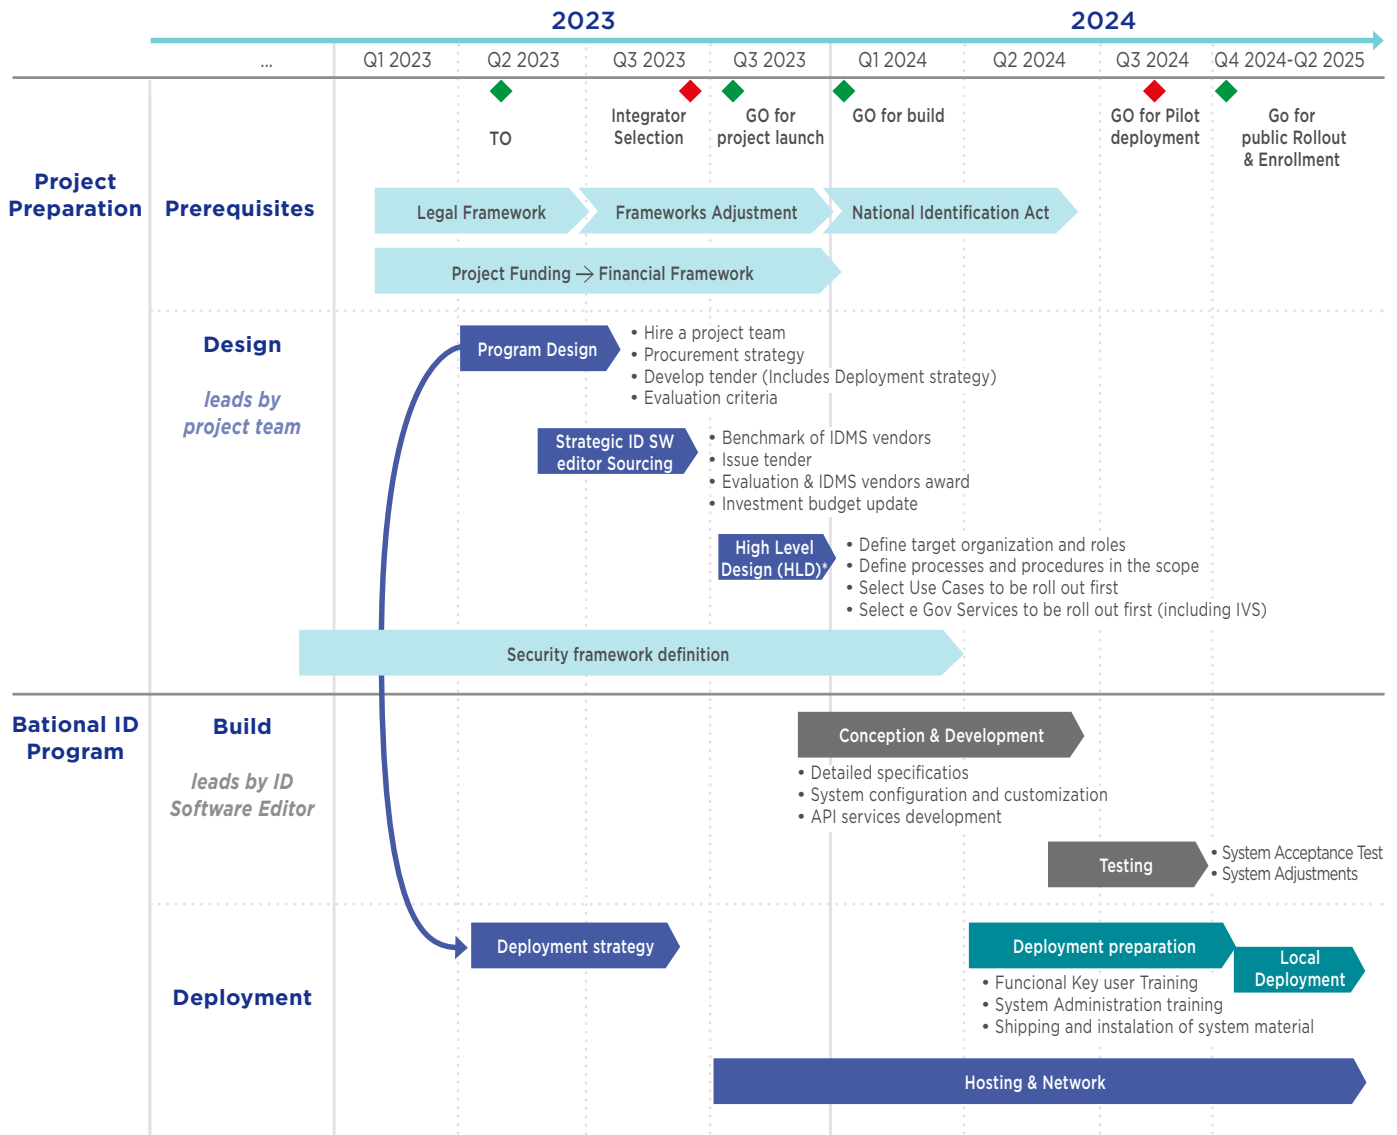 2023
2024
...
Q1 2023
Q2 2023
Q3 2023
Q3 2023
Q1 2024
Q2 2024
Q3 2024
Q4 2024-Q2 2025
TO
Integrator
Selection
GO for
project launch
GO for build
GO for Pilot
deployment
Go for
public Rollout
& Enrollment
Project
Preparation
Prerequisites
Legal Framework
Frameworks Adjustment
National Identification Act
Project Funding → Financial Framework
Design
leads by
project team
Program Design
• Hire a project team
• Procurement strategy
• Develop tender (Includes Deployment strategy)
• Evaluation criteria
Strategic ID SW
editor Sourcing
• Benchmark of IDMS vendors
• Issue tender
• Evaluation & IDMS vendors award
• Investment budget update
High Level
Design (HLD)*
• Define target organization and roles
• Define processes and procedures in the scope
• Select Use Cases to be roll out first
• Select e Gov Services to be roll out first (including IVS)
Security framework definition
Bational ID
Program
Build
leads by ID
Software Editor
Conception & Development
• Detailed specificatios
• System configuration and customization
• API services development
Testing
• System Acceptance Test
• System Adjustments
Deployment
Deployment strategy
Deployment preparation
Local
Deployment
• Funcional Key user Training
• System Administration training
• Shipping and instalation of system material
Hosting & Network